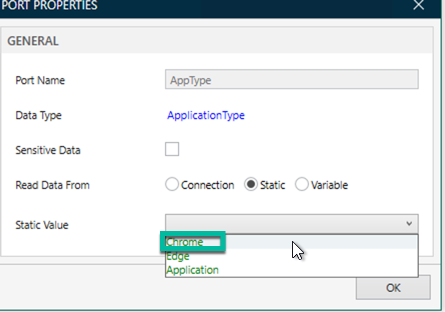 PORT PROPERTIES
GENERAL
Port Name AppType
Data Type ApplicationType
Sensitive Data
Read Data From Connection Static Variable
Static Value
Chrome
Edge
Application
OK